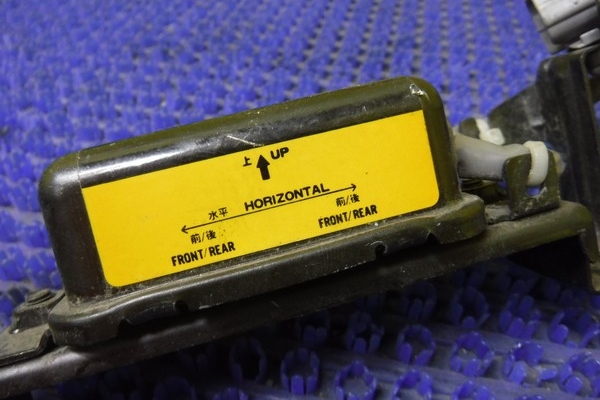 上 UP
水平 HORIZONTAL
前/後 前/後
FRONT/REAR FRONT/REAR